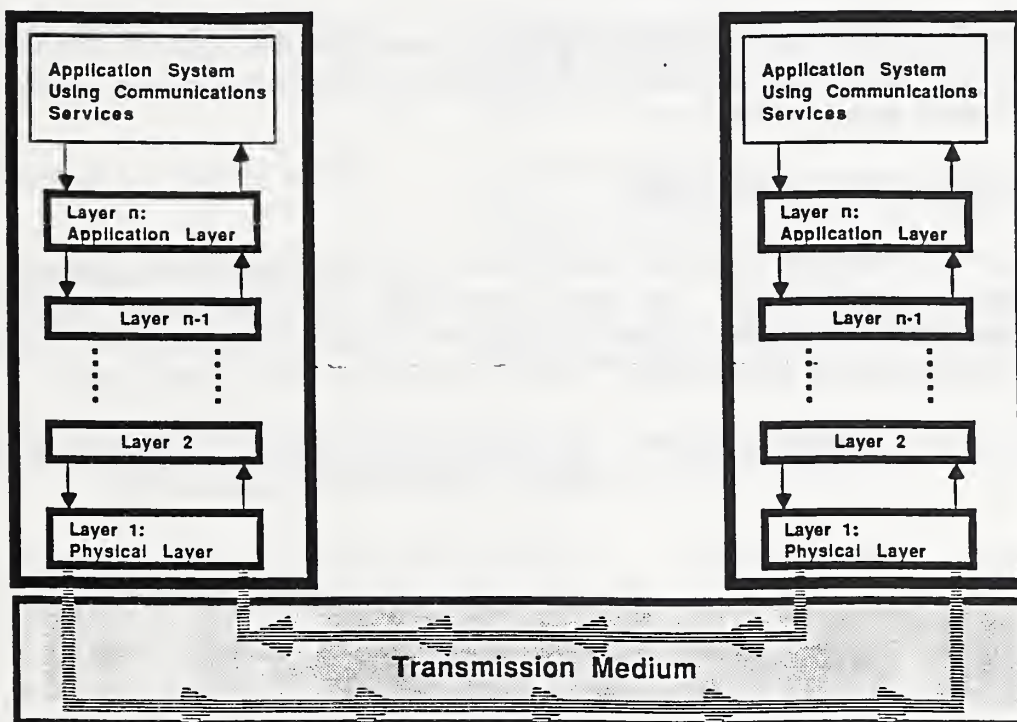 Application System
Using Communications
Services
Layer n:
Application Layer
Layer n-1
Layer 2
Layer 1:
Physical Layer
Application System
Using Communications
Services
Layer n:
Application Layer
Layer n-1
Layer 2
Layer 1:
Physical Layer
Transmission Medium